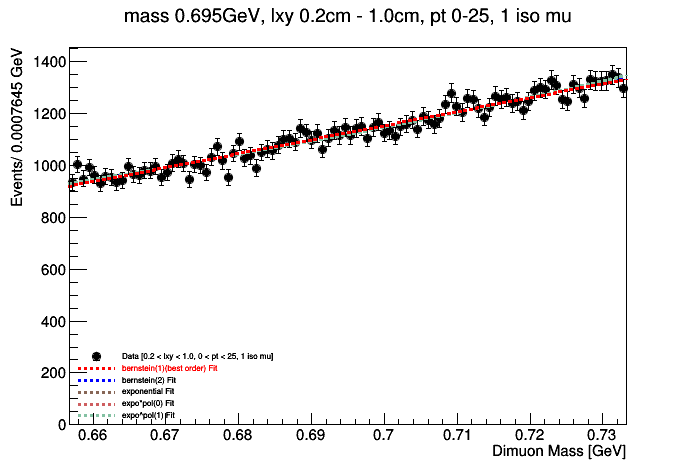 mass 0.695GeV, lxy 0.2cm - 1.0cm, pt 0-25, 1 iso mu
Events/ 0.0007645 GeV
1400
1200
1000
800
600
400
200
0
Data [0.2 < lxy < 1.0, 0 < pt < 25, 1 iso mu]
bernstein(1)(best order) Fit
bernstein(2) Fit
exponential Fit
expo*pol(0) Fit
expo*pol(1) Fit
0.66 0.67 0.68 0.69 0.7 0.71 0.72 0.73
Dimuon Mass [GeV]